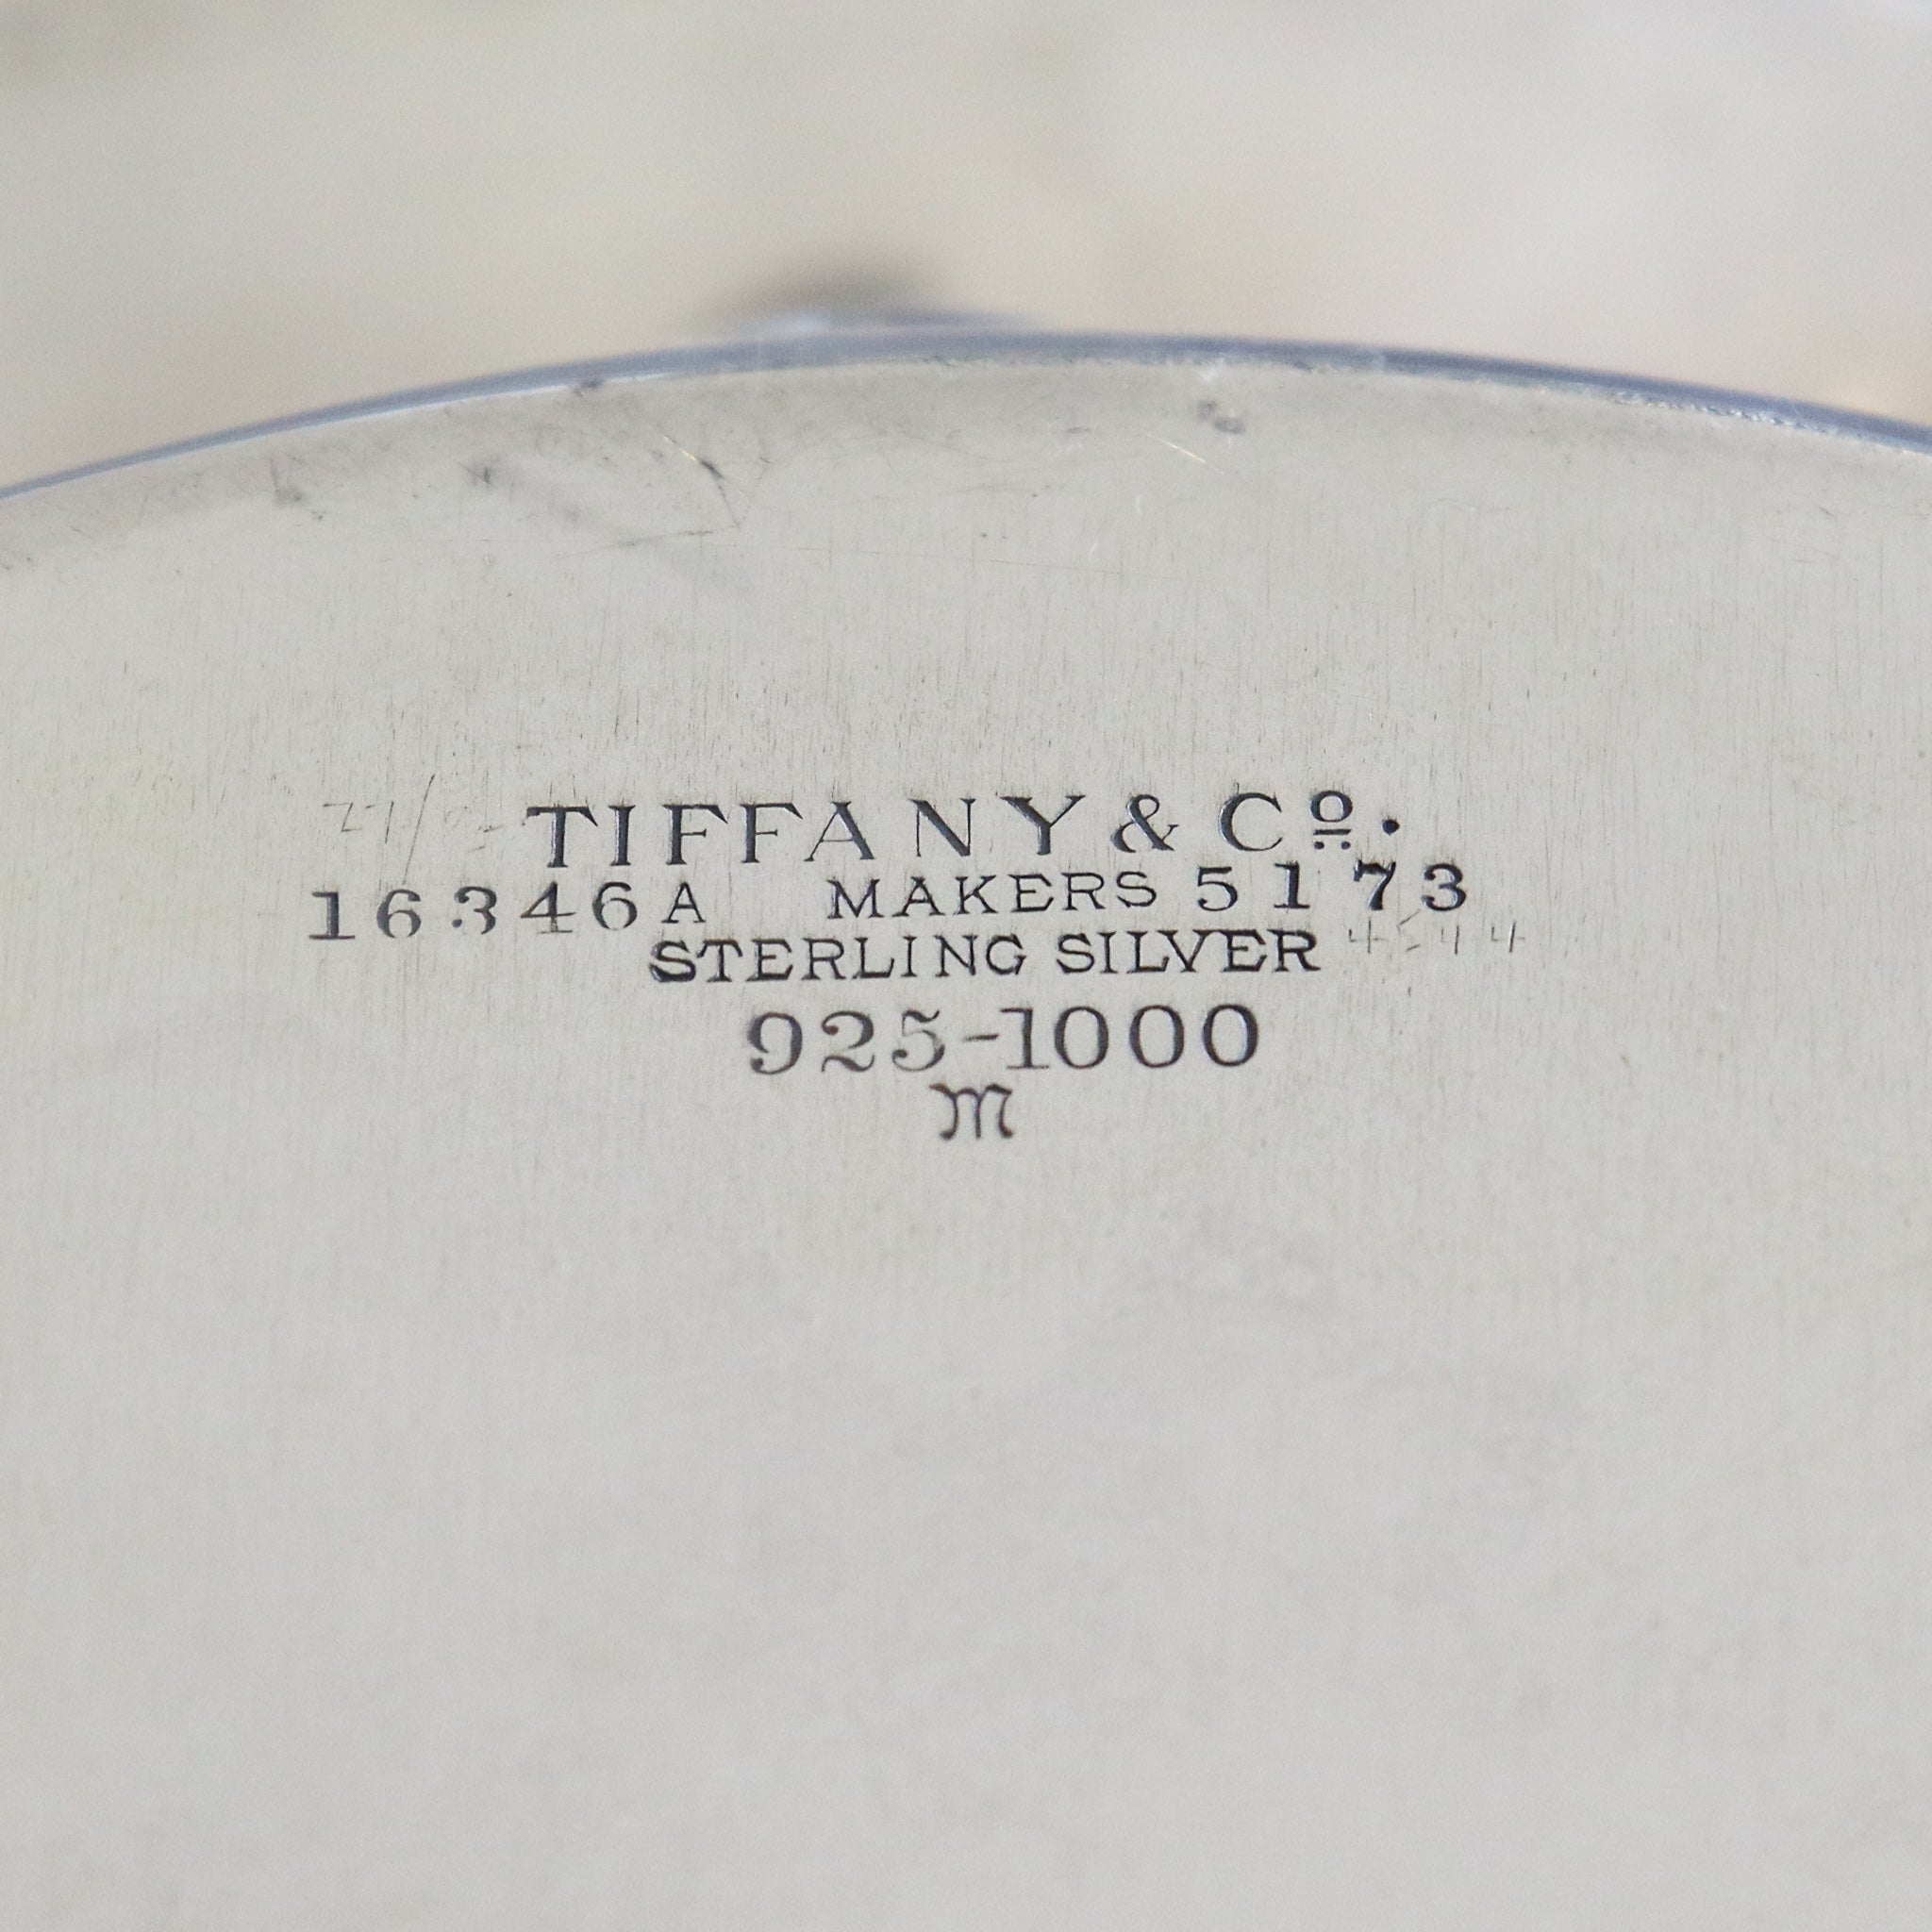 TIFFANY & Cº.
16346A MAKERS 5173
STERLING SILVER
925-1000
M